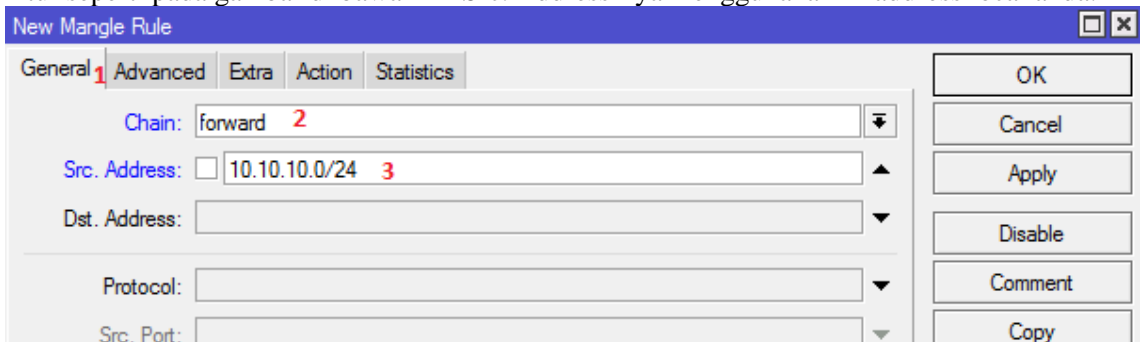 New Mangle Rule
General 1 Advanced Extra Action Statistics OK
Chain: forward 2 Cancel
Src. Address: 10.10.10.0/24 3 Apply
Dst. Address: Disable
Protocol: Comment
Src. Port: Copy